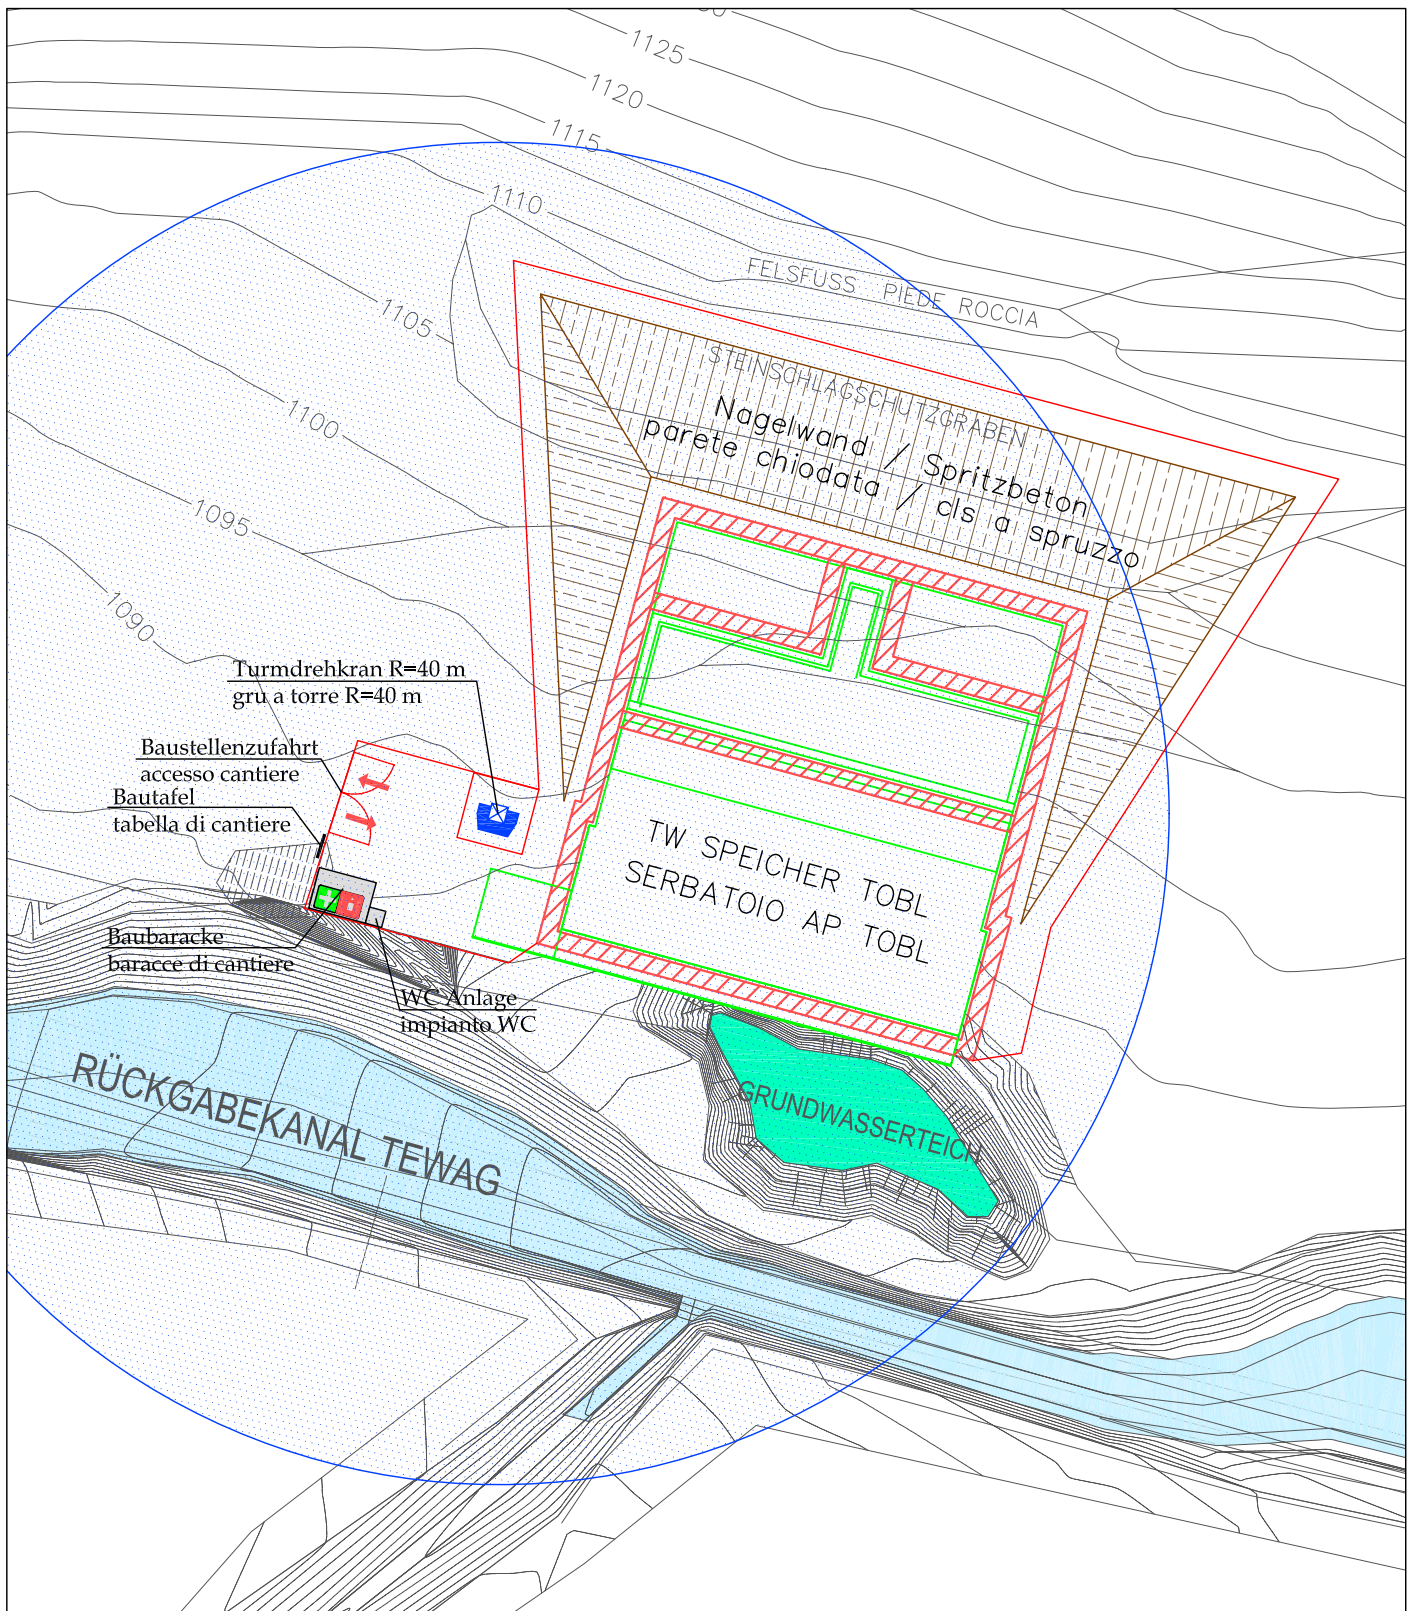 1125
1120
1115
1110
FELSFUSS PIEDE ROCCIA
1105
STEINSCHLAGSCHUTZGRABEN
Nagelwand / Spritzbeton
parete chiodata / cls a spruzzo
1100
1095
1090
Turmdrehkran R=40 m
gru a torre R=40 m
Baustellenzufahrt
accesso cantiere
Bautafel
tabella di cantiere
TW SPEICHER TOBL
SERBATOIO AP TOBL
Baubaracke
baracce di cantiere
WC Anlage
impianto WC
RÜCKGABEKANAL TEWAG
GRUNDWASSERTEICH